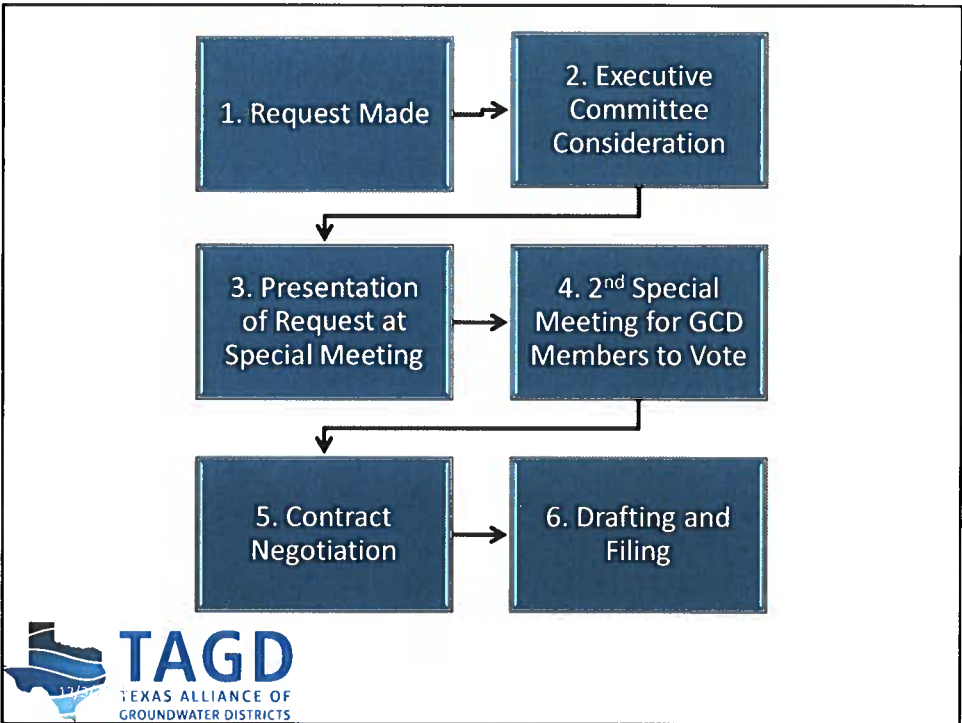 1. Request Made
2. Executive
Committee
Consideration
3. Presentation
of Request at
Special Meeting
4. 2nd Special
Meeting for GCD
Members to Vote
5. Contract
Negotiation
6. Drafting and
Filing
TAGD
TEXAS ALLIANCE OF
GROUNDWATER DISTRICTS